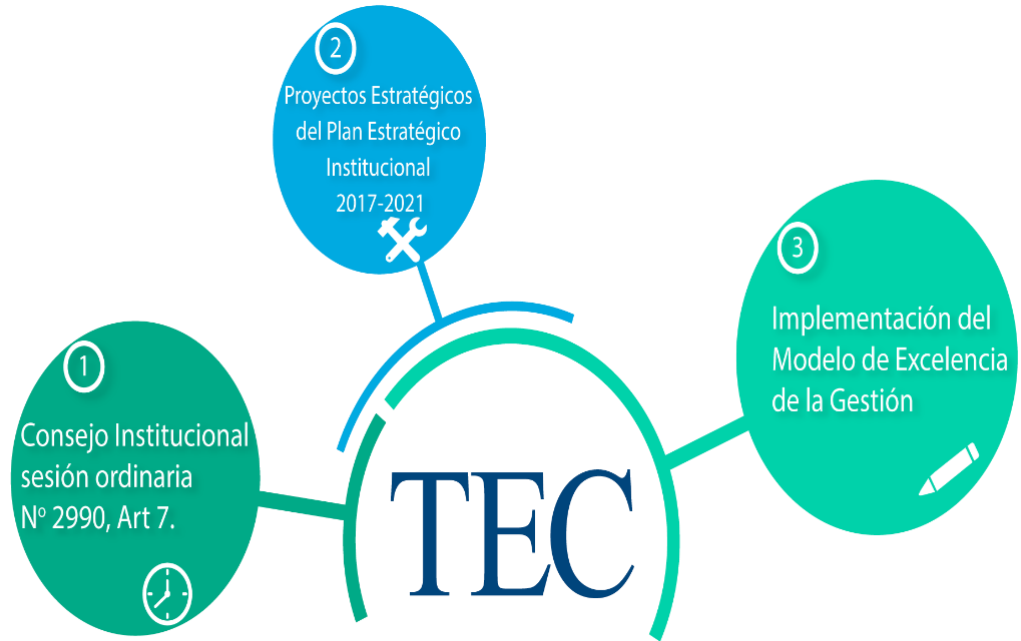 1
Consejo Institucional
sesión ordinaria
Nº 2990, Art 7.
2
Proyectos Estratégicos
del Plan Estratégico
Institucional
2017-2021
3
Implementación del
Modelo de Excelencia
de la Gestión
TEC